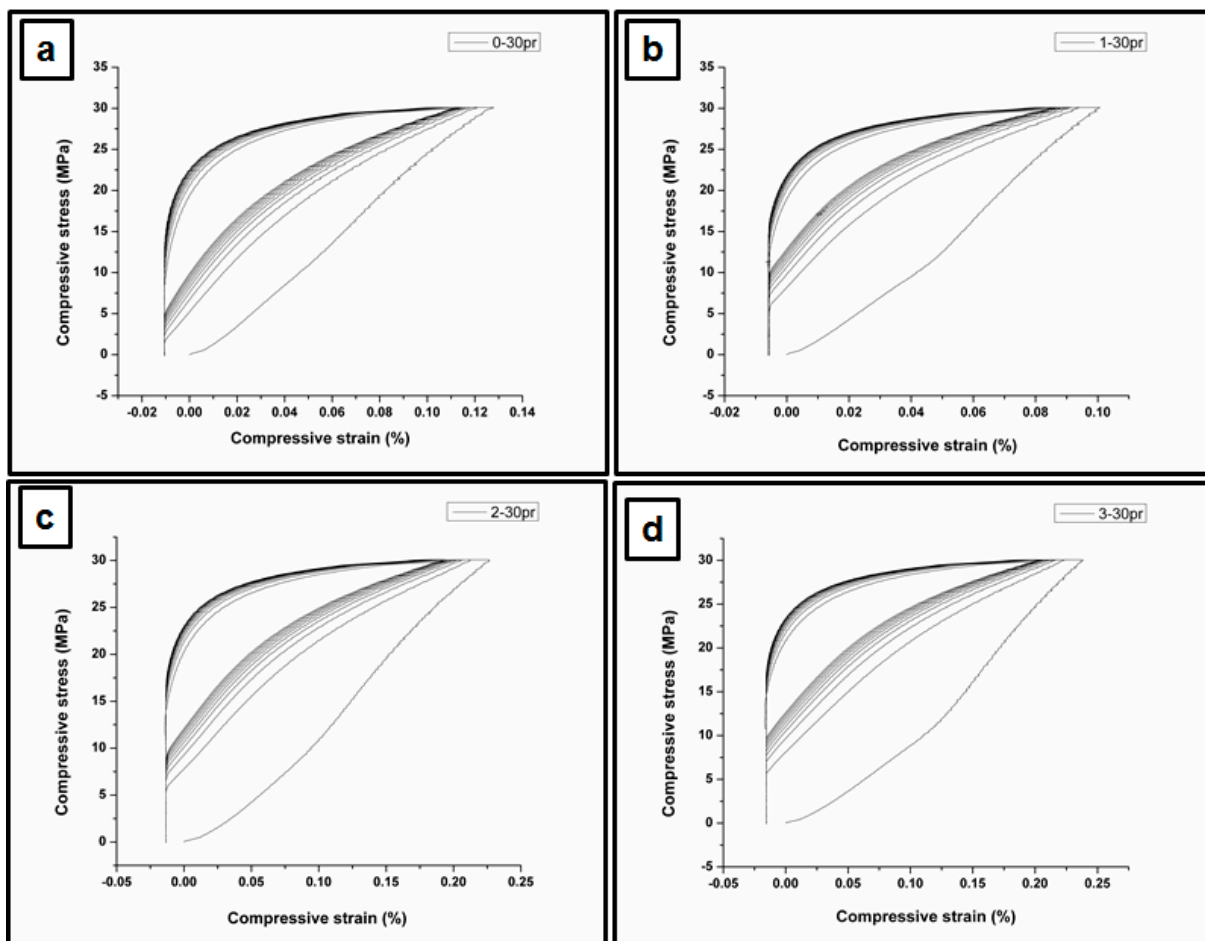 a
0-30pr
Compressive stress (MPa)
35
30
25
20
15
10
5
0
-5
-0.02 0.00 0.02 0.04 0.06 0.08 0.10 0.12 0.14
Compressive strain (%)
b
1-30pr
Compressive stress (MPa)
35
30
25
20
15
10
5
0
-5
-0.02 0.00 0.02 0.04 0.06 0.08 0.10
Compressive strain (%)
c
2-30pr
Compressive stress (MPa)
30
25
20
15
10
5
0
-0.05 0.00 0.05 0.10 0.15 0.20 0.25
Compressive strain (%)
d
3-30pr
Compressive stress (MPa)
30
25
20
15
10
5
0
-5
-0.05 0.00 0.05 0.10 0.15 0.20 0.25
Compressive strain (%)